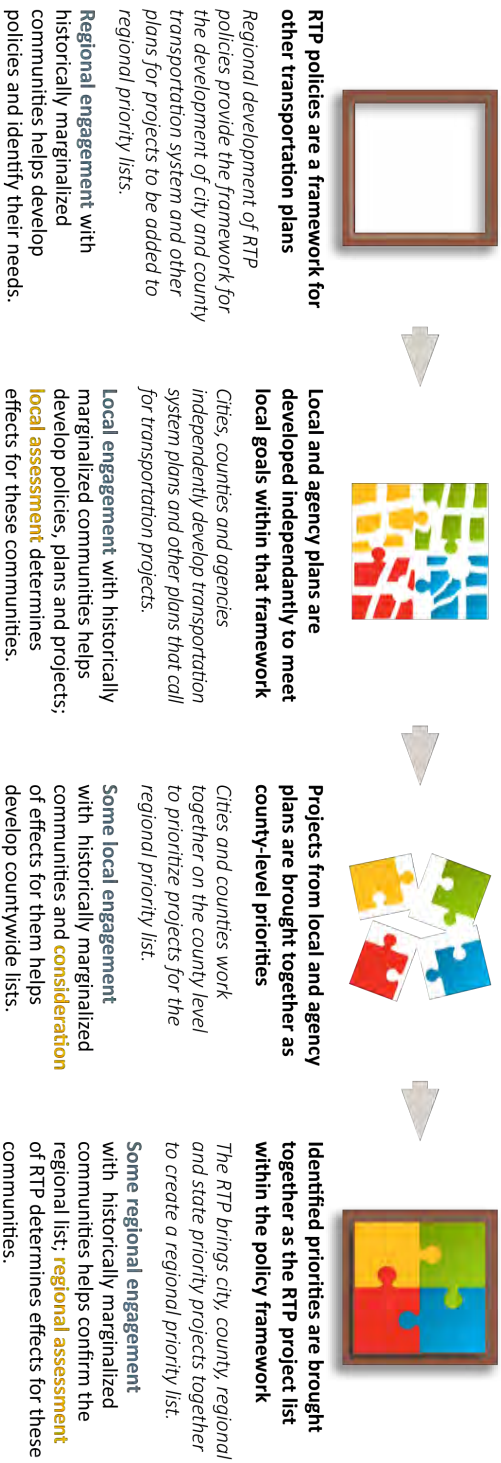 RTP policies are a framework for
other transportation plans
Regional development of RTP
policies provide the framework for
the development of city and county
transportation system and other
plans for projects to be added to
regional priority lists.
Regional engagement with
historically marginalized
communities helps develop
policies and identify their needs.
Local and agency plans are
developed independantly to meet
local goals within that framework
Cities, counties and agencies
independently develop transportation
system plans and other plans that call
for transportation projects.
Local engagement with historically
marginalized communities helps
develop policies, plans and projects;
local assessment determines
effects for these communities.
Projects from local and agency
plans are brought together as
county-level priorities
Cities and counties work
together on the county level
to prioritize projects for the
regional priority list.
Some local engagement
with historically marginalized
communities and consideration
of effects for them helps
develop countywide lists.
Identified priorities are brought
together as the RTP project list
within the policy framework
The RTP brings city, county, regional
and state priority projects together
to create a regional priority list.
Some regional engagement
with historically marginalized
communities helps confirm the
regional list; regional assessment
of RTP determines effects for these
communities.